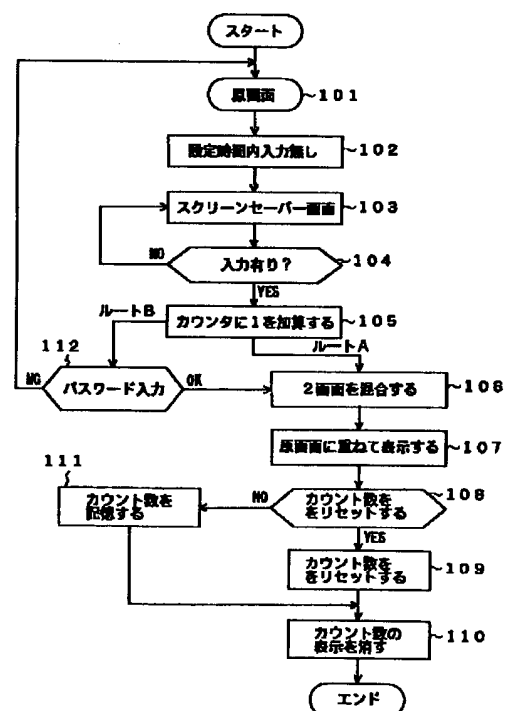 スタート
原画面
101
設定時間内入力無し
102
スクリーンセーバー画面
103
入力有り?
104
NO
YES
カウンタに1を加算する
105
ルートB
ルートA
112
パスワード入力
NG
OK
2画面を混合する
106
原画面に重ねて表示する
107
カウント数を
をリセットする
108
NO
YES
111
カウント数を
記憶する
カウント数を
をリセットする
109
カウント数の
表示を消す
110
エンド